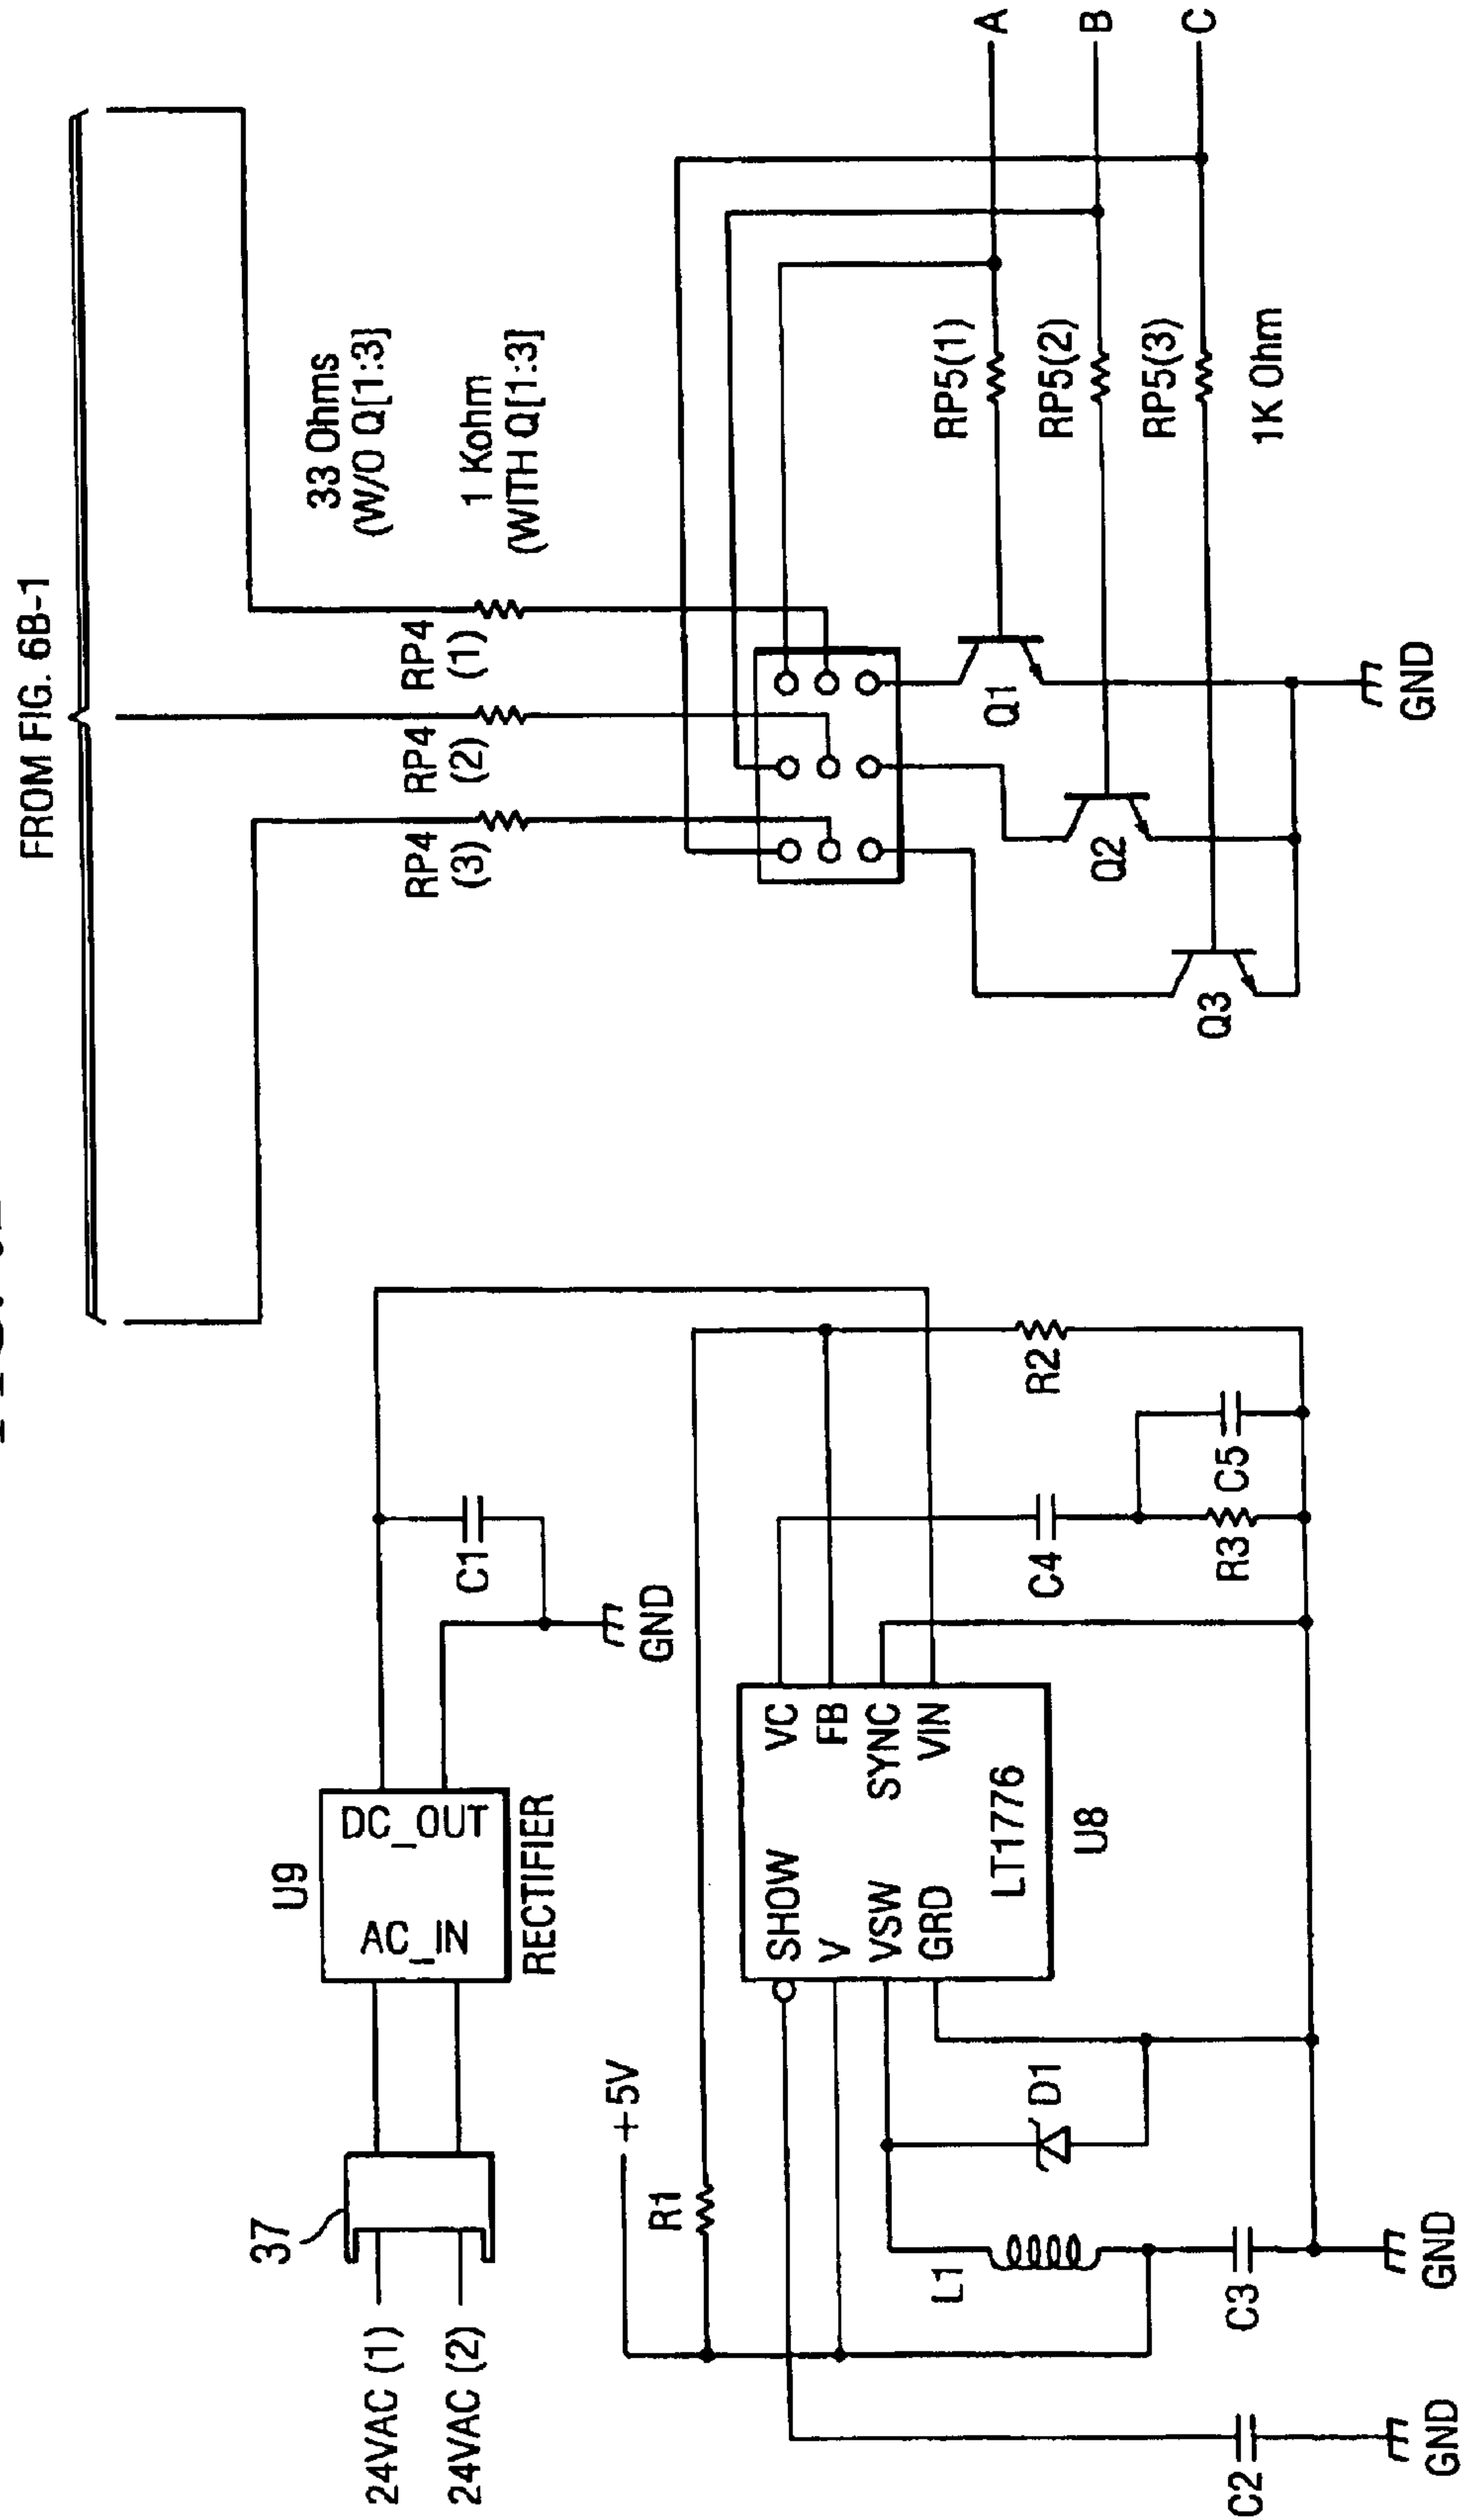 FROM FIG. 6B-1
33 Ohms
(W/O Q[1:3]
1 Kohm
(WITH Q[1:3]
RP4
(1)
RP4
(2)
RP4
(3)
A
B
C
RP5(1)
RP5(2)
RP5(3)
1K Ohm
Q1
Q2
Q3
GND
37
24VAC (1)
24VAC (2)
U9
AC_IN
DC_OUT
RECTIFIER
C1
GND
+5V
R1
SHOW
V
VSW
GRD
VC
FB
SYNC
VIN
LT1776
U8
R2
C4
C5
R3
D1
L1
C3
GND
C2
GND